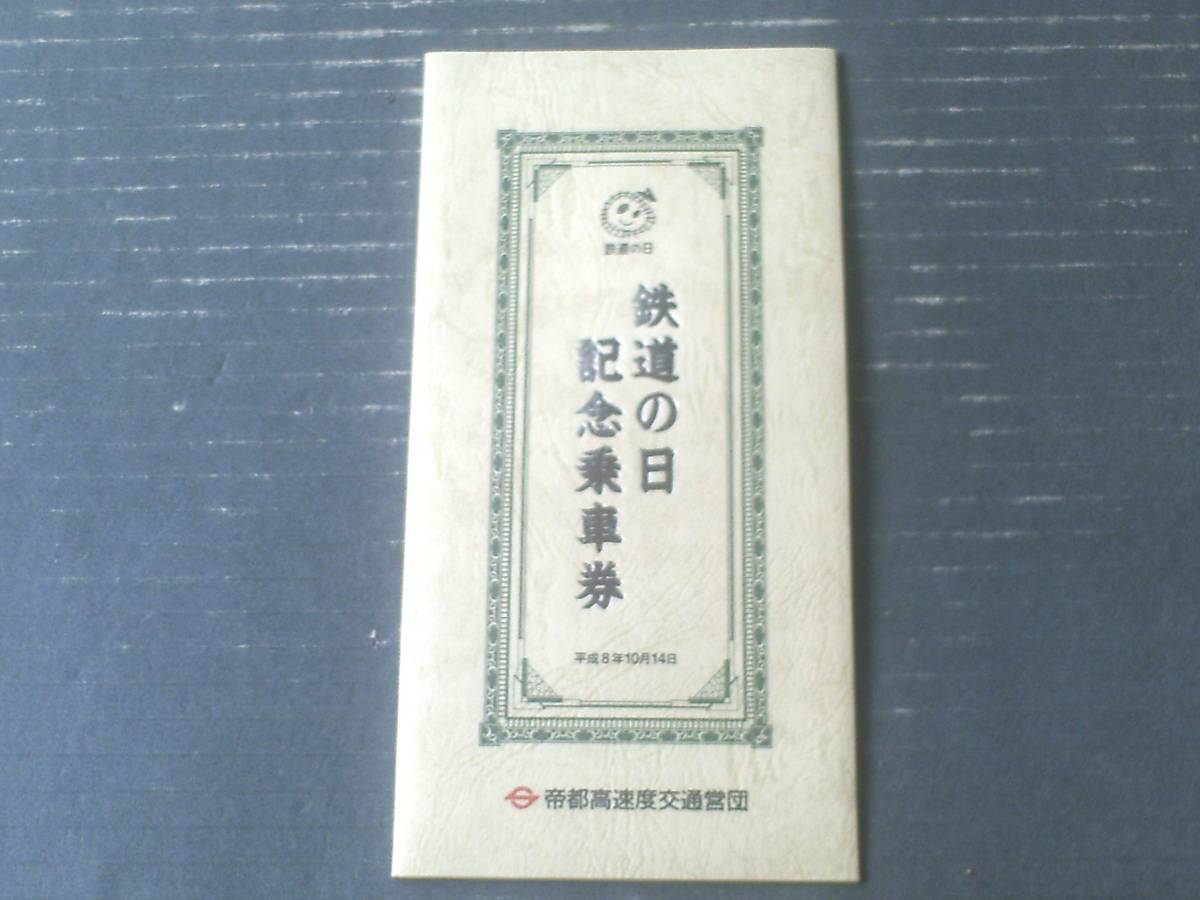 鉄道の日
鉄道の日
記念乗車券
平成8年10月14日
帝都高速度交通営団